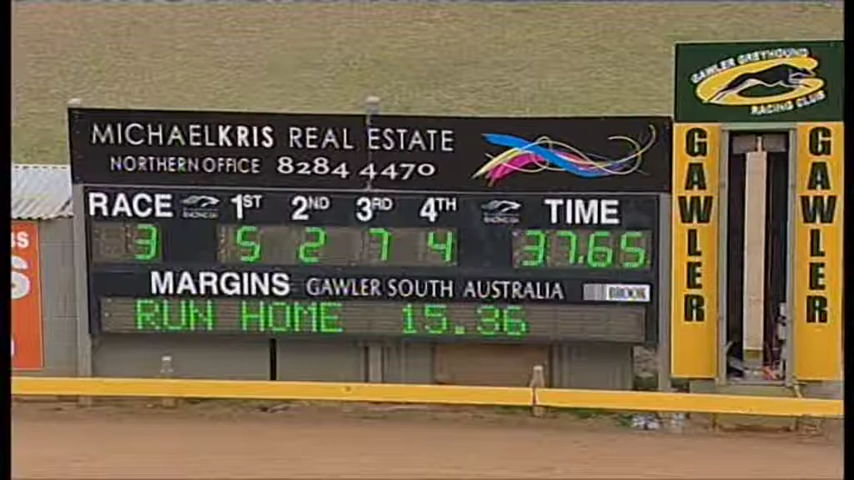 GAWLER GREYHOUND
RACING CLUB
MICHAELKRIS REAL ESTATE
NORTHERN OFFICE 8284 4470
RACE 1ST 2ND 3RD 4TH TIME
3 5 2 7 4 37.65
MARGINS GAWLER SOUTH AUSTRALIA BROOK
RUN HOME 15.36
GAWLER
GAWLER